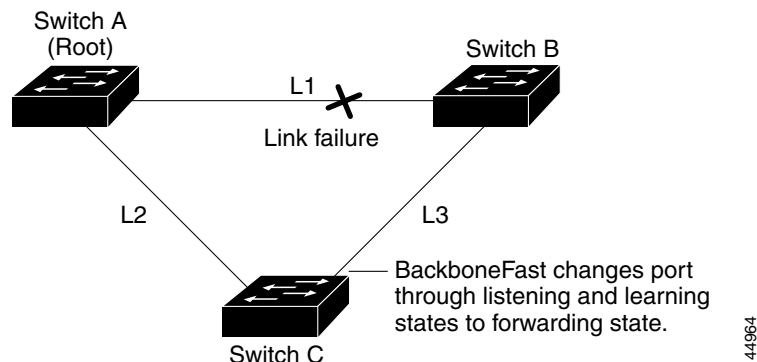 Switch A
(Root)
Switch B
L1
Link failure
L2
L3
BackboneFast changes port
through listening and learning
states to forwarding state.
Switch C
44964